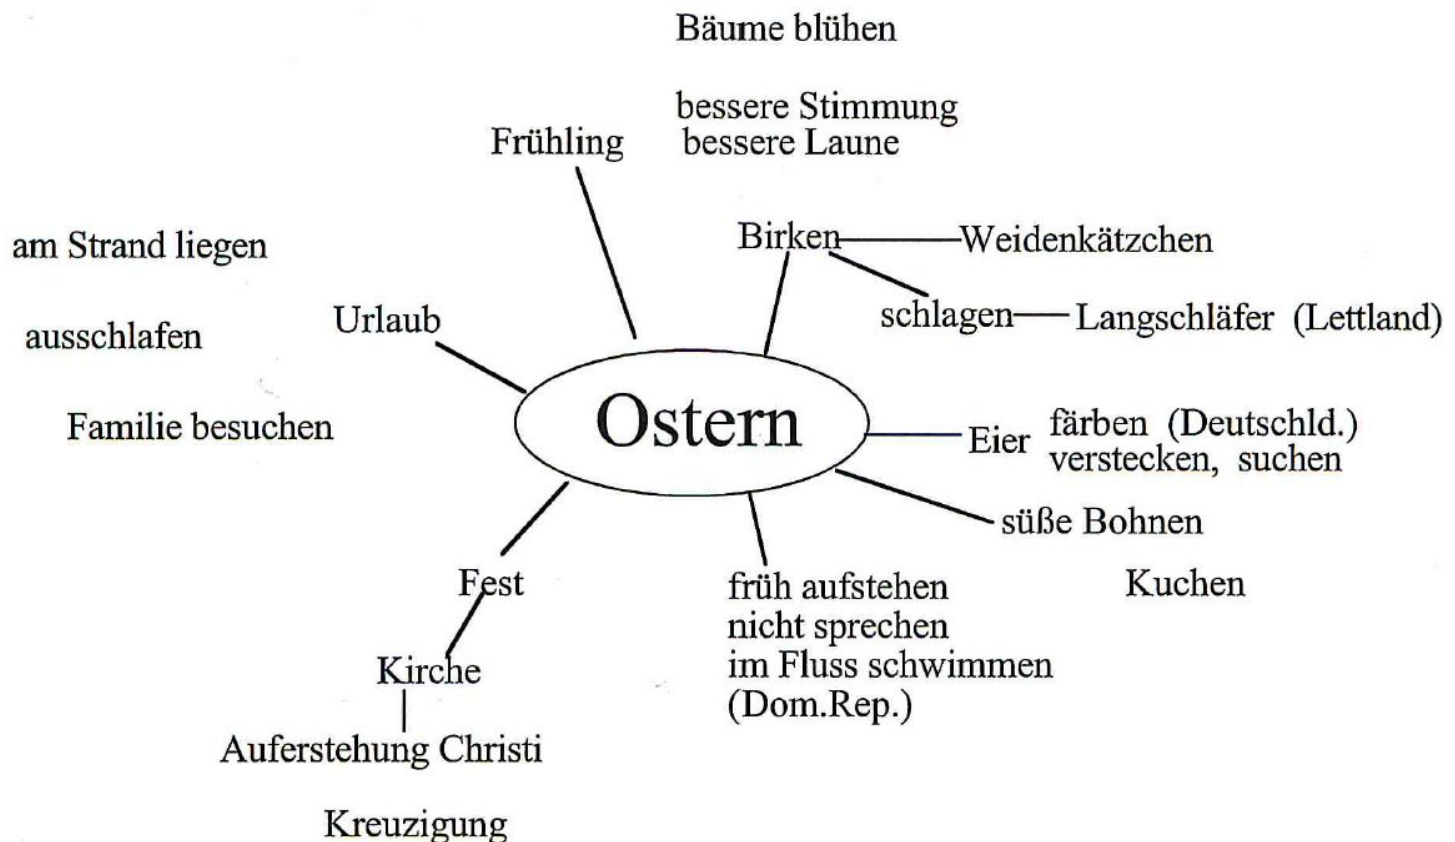 Bäume blühen
bessere Stimmung
Frühling bessere Laune
Birken Weidenkätzchen
am Strand liegen
schlagen Langschläfer (Lettland)
Urlaub
ausschlafen
Ostern
Familie besuchen
Eier färben (Deutschld.)
verstecken, suchen
süße Bohnen
Kuchen
Fest
früh aufstehen
nicht sprechen
im Fluss schwimmen
(Dom.Rep.)
Kirche
Auferstehung Christi
Kreuzigung